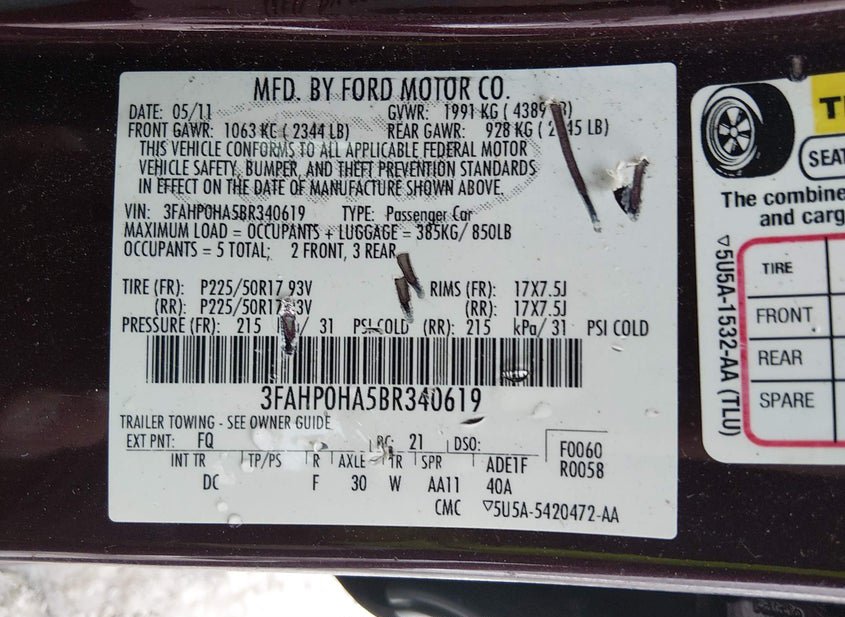 MFD. BY FORD MOTOR CO.
DATE: 05/11 GVWR: 1991 KG ( 4389
FRONT GAWR: 1063 KG ( 2344 LB) REAR GAWR: 928 KG ( LB)
THIS VEHICLE CONFORMS TO ALL APPLICABLE FEDERAL MOTOR
VEHICLE SAFETY, BUMPER, AND THEFT PREVENTION STANDARDS
IN EFFECT ON THE DATE OF MANUFACTURE SHOWN ABOVE.
VIN: 3FAHP0HA5BR340619 TYPE: Passenger Car
MAXIMUM LOAD = OCCUPANTS + LUGGAGE = 385KG/ 850LB
OCCUPANTS = 5 TOTAL; 2 FRONT, 3 REAR
TIRE (FR): P225/50R17 93V RIMS (FR): 17X7.5J
(RR): P225/50R17 (RR): 17X7.5J
PRESSURE (FR): 215 / 31 PSI COLD (RR): 215 kPa/ 31 PSI COLD
3FAHP0HA5BR340619
TRAILER TOWING - SEE OWNER GUIDE
EXT PNT: FQ RC: 21 DSO: F0060
INT TR TP/PS R AXLE TR SPR ADE1F R0058
DC F 30 W AA11 40A
CMC ▽5U5A-5420472-AA
SEAT
The combine
and carg
TIRE
FRONT
REAR
SPARE
▽5U5A-1532-AA (TLU)